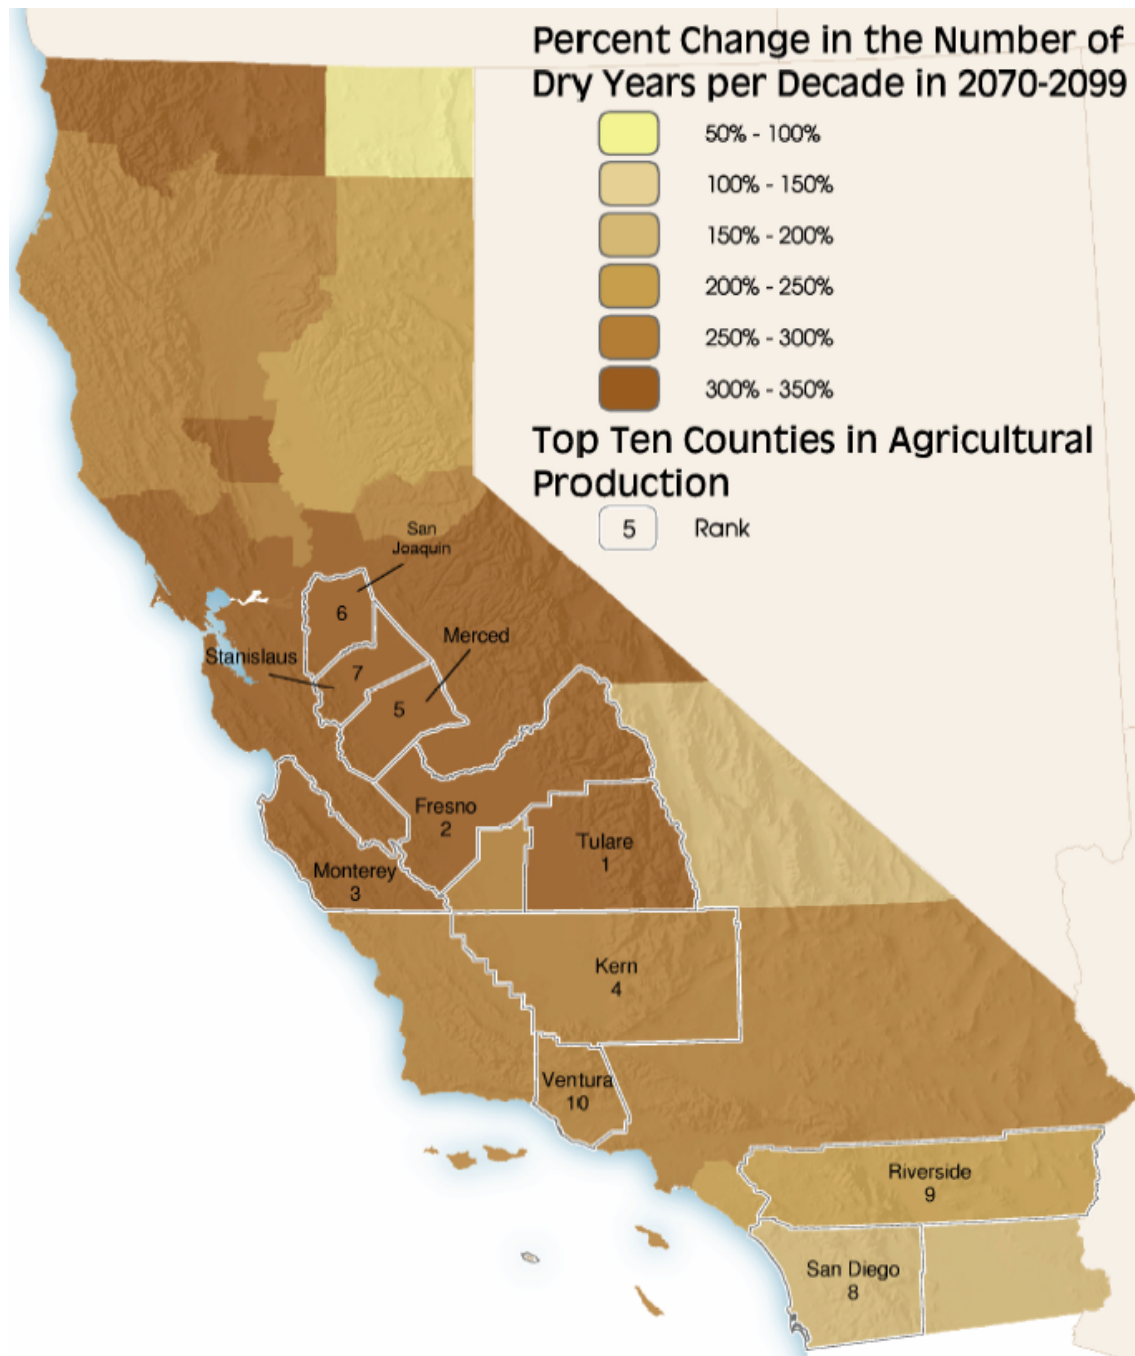 Percent Change in the Number of
Dry Years per Decade in 2070-2099
50% - 100%
100% - 150%
150% - 200%
200% - 250%
250% - 300%
300% - 350%
Top Ten Counties in Agricultural
Production
5 Rank
San
Joaquin
6
Merced
Stanislaus
7
5
Fresno
2
Tulare
1
Monterey
3
Kern
4
Ventura
10
Riverside
9
San Diego
8